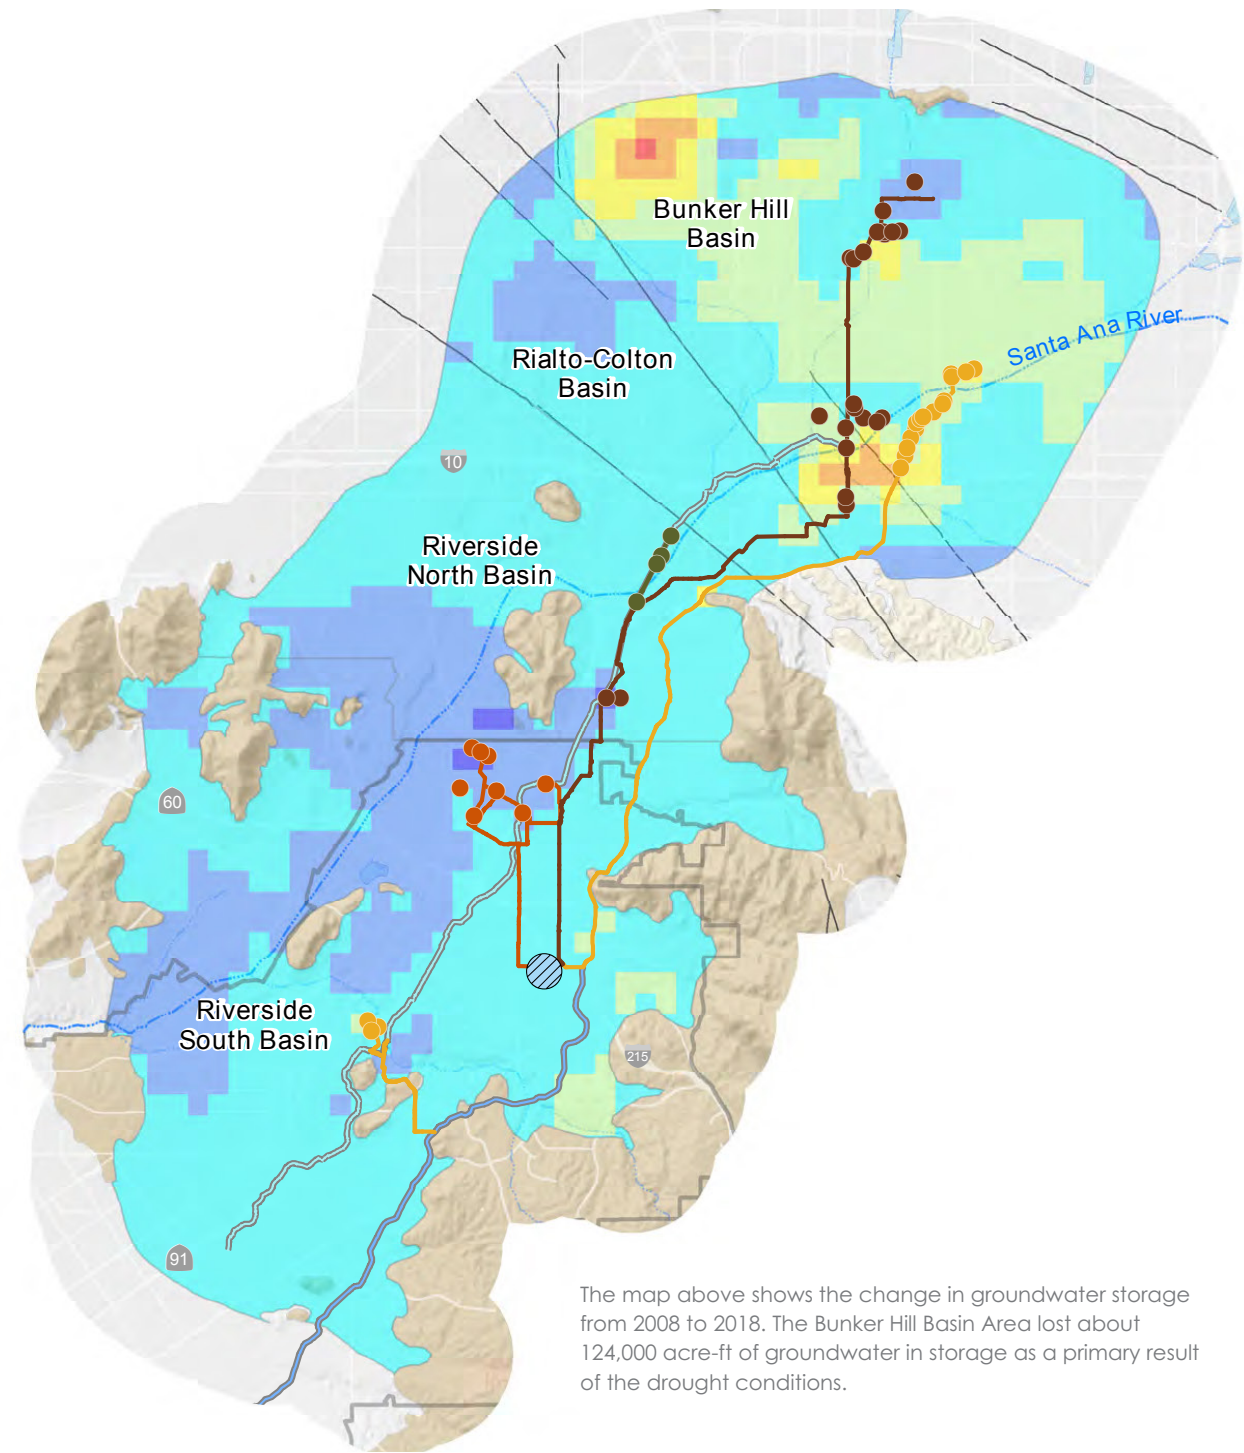 Bunker Hill
Basin
Santa Ana River
Rialto-Colton
Basin
10
Riverside
North Basin
60
Riverside
South Basin
215
91
The map above shows the change in groundwater storage
from 2008 to 2018. The Bunker Hill Basin Area lost about
124,000 acre-ft of groundwater in storage as a primary result
of the drought conditions.